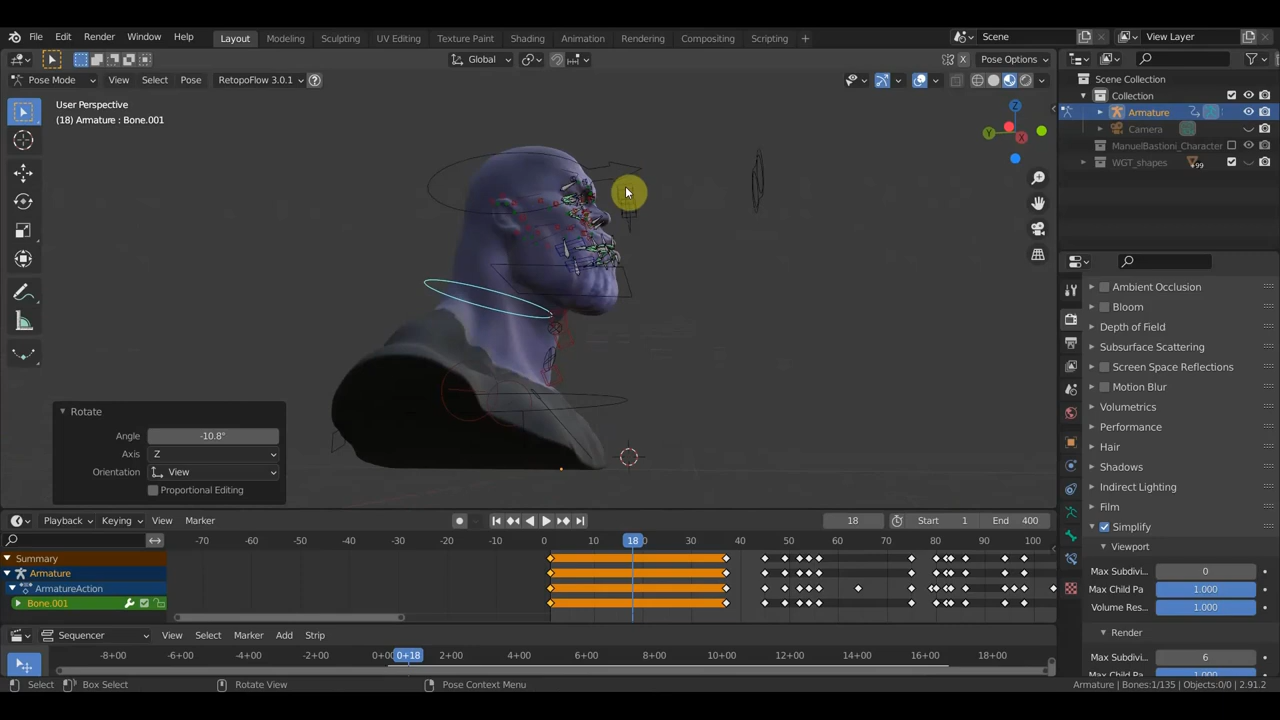 File Edit Render Window Help Layout Modeling Sculpting UV Editing Texture Paint Shading Animation Rendering Compositing Scripting + Scene View Layer
Global Pose Options
Pose Mode View Select Pose RetopoFlow 3.0.1
User Perspective
(18) Armature : Bone.001
Z
Y
X
Scene Collection
Collection
Armature
Camera
ManuelBastioni_Character
WGT_shapes +99
Ambient Occlusion
Bloom
Depth of Field
Subsurface Scattering
Screen Space Reflections
Motion Blur
Volumetrics
Performance
Hair
Shadows
Indirect Lighting
Film
Simplify
Viewport
Max Subdivi... 0
Max Child Pa 1.000
Volume Res... 1.000
Render
Max Subdivi... 6
Max Child Pa 1.000
Rotate
Angle -10.8°
Axis Z
Orientation View
Proportional Editing
Playback Keying View Marker 18 Start 1 End 400
-70 -60 -50 -40 -30 -20 -10 0 10 18 30 40 50 60 70 80 90 100
Summary
Armature
ArmatureAction
Bone.001
Sequencer View Select Marker Add Strip
-8+00 -6+00 -4+00 -2+00 0+18 2+00 4+00 6+00 8+00 10+00 12+00 14+00 16+00 18+00
Select Box Select Rotate View Pose Context Menu Armature | Bones:1/135 | Objects:0/0 | 2.91.2